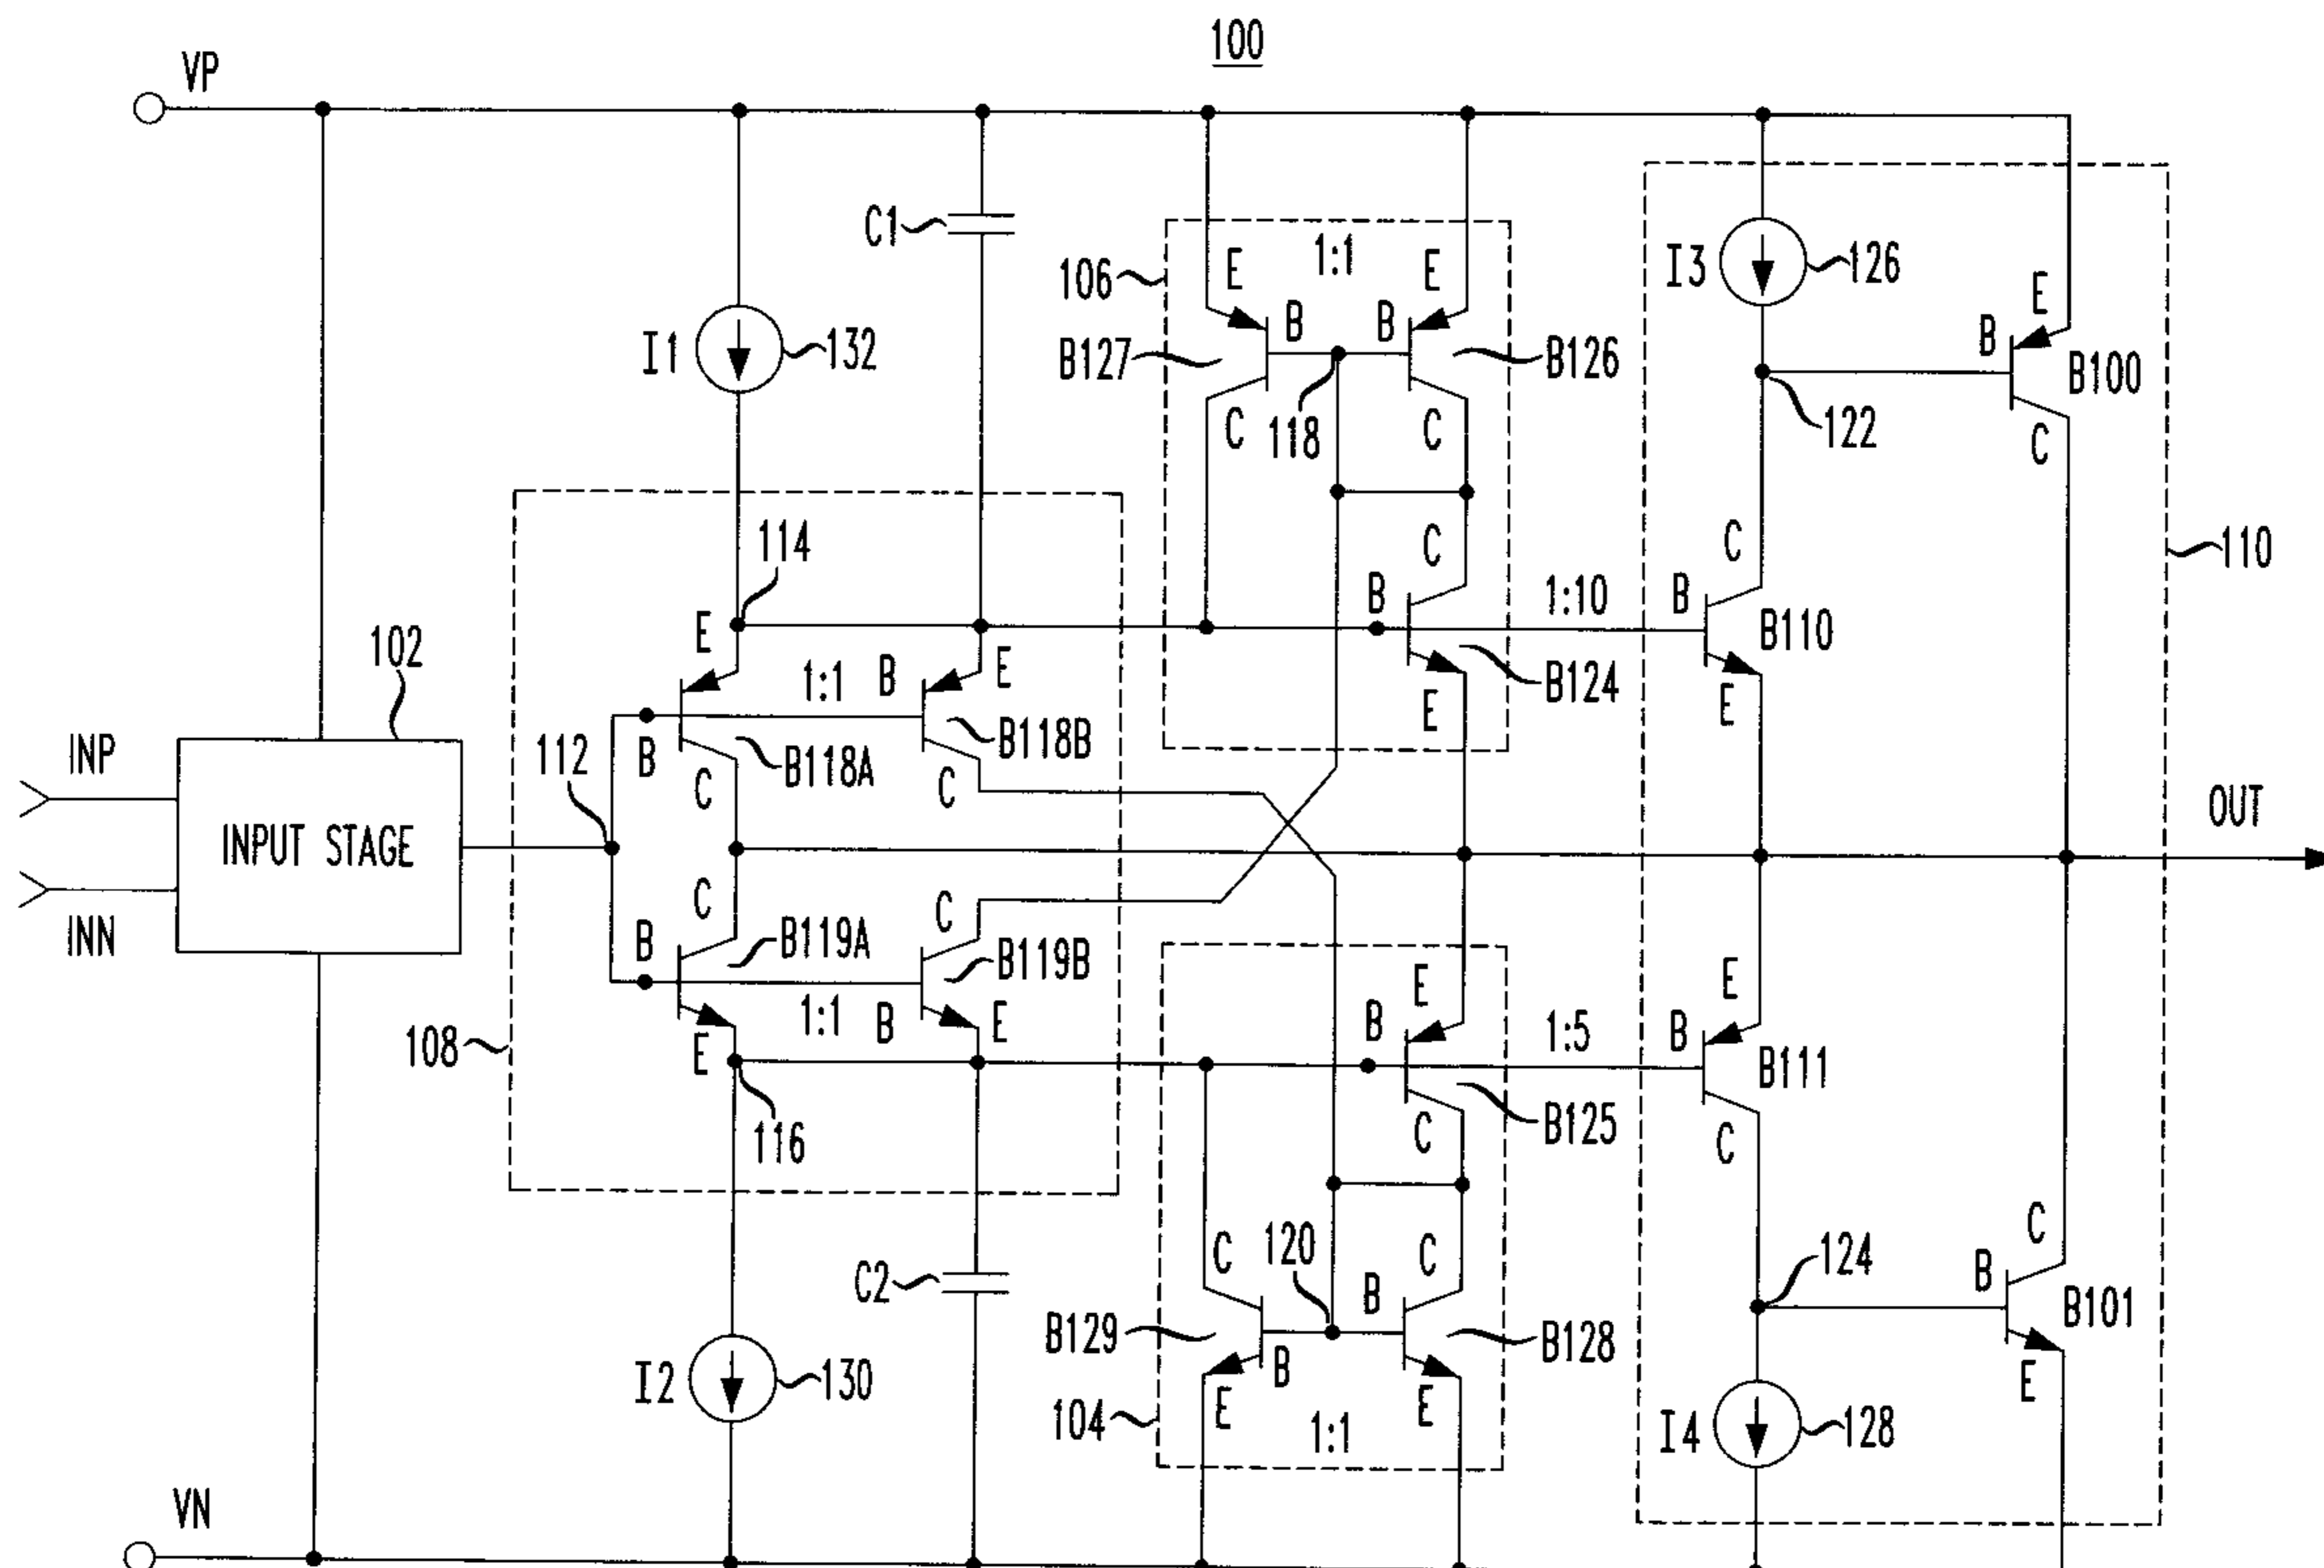 100
VP
C1
I1
132
106
1:1
E
E
B
B
B127
B126
118
C
C
I3
126
E
B
B100
122
C
110
114
E
1:1
B
E
B118A
B118B
B
C
C
C
B
1:10
B124
E
C
B
B110
E
102
INP
INN
INPUT STAGE
112
OUT
C
B
B119A
C
B119B
1:1
B
E
E
108
116
E
B
1:5
B125
C
E
B
B111
C
C2
I2
130
120
C
C
B
B
B129
B128
E
E
104
1:1
124
C
B
B101
E
I4
128
VN